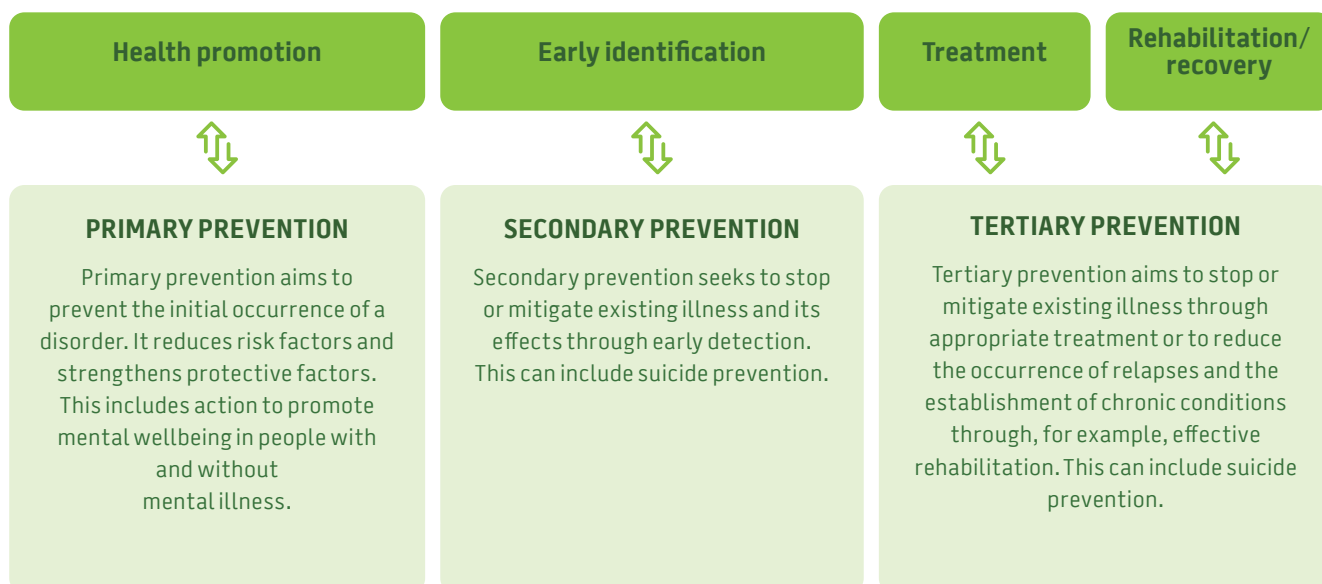 Health promotion
Early identification
Treatment
Rehabilitation/
recovery
PRIMARY PREVENTION
Primary prevention aims to
prevent the initial occurrence of a
disorder. It reduces risk factors and
strengthens protective factors.
This includes action to promote
mental wellbeing in people with
and without
mental illness.
SECONDARY PREVENTION
Secondary prevention seeks to stop
or mitigate existing illness and its
effects through early detection.
This can include suicide prevention.
TERTIARY PREVENTION
Tertiary prevention aims to stop or
mitigate existing illness through
appropriate treatment or to reduce
the occurrence of relapses and the
establishment of chronic conditions
through, for example, effective
rehabilitation. This can include suicide
prevention.